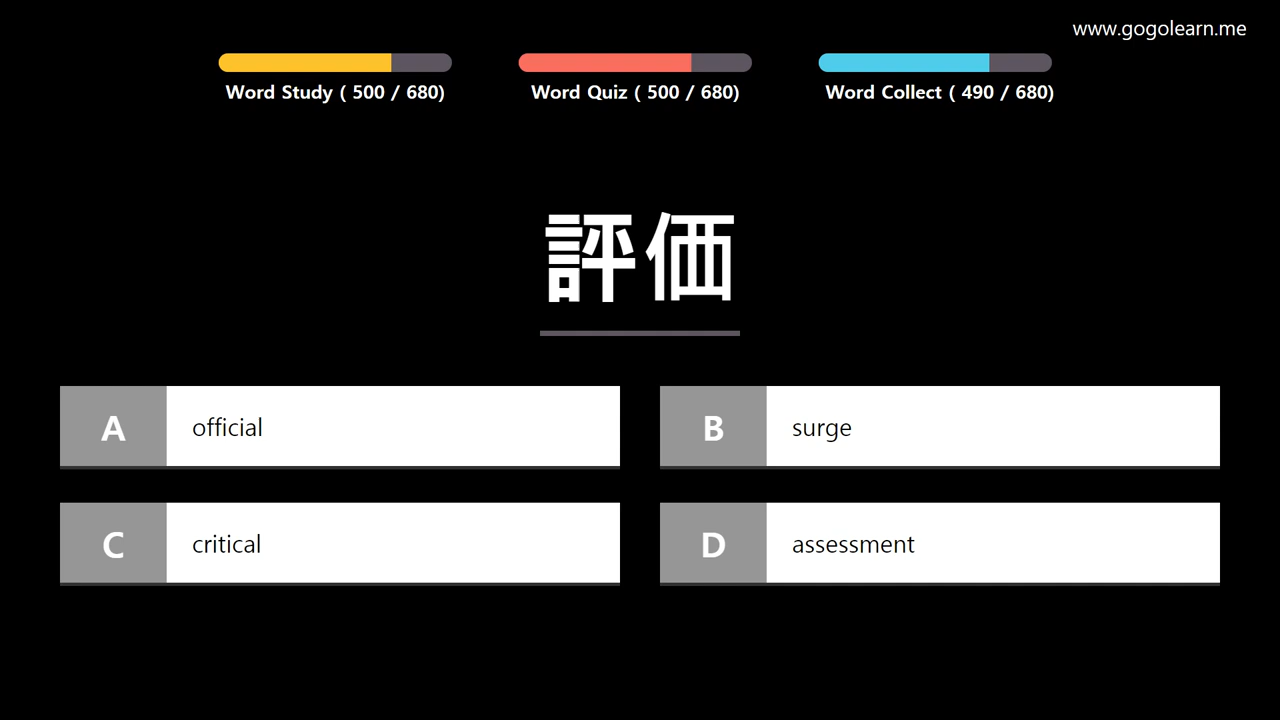 www.gogolearn.me
Word Study ( 500 / 680)
Word Quiz ( 500 / 680)
Word Collect ( 490 / 680)
評価
A official
B surge
C critical
D assessment